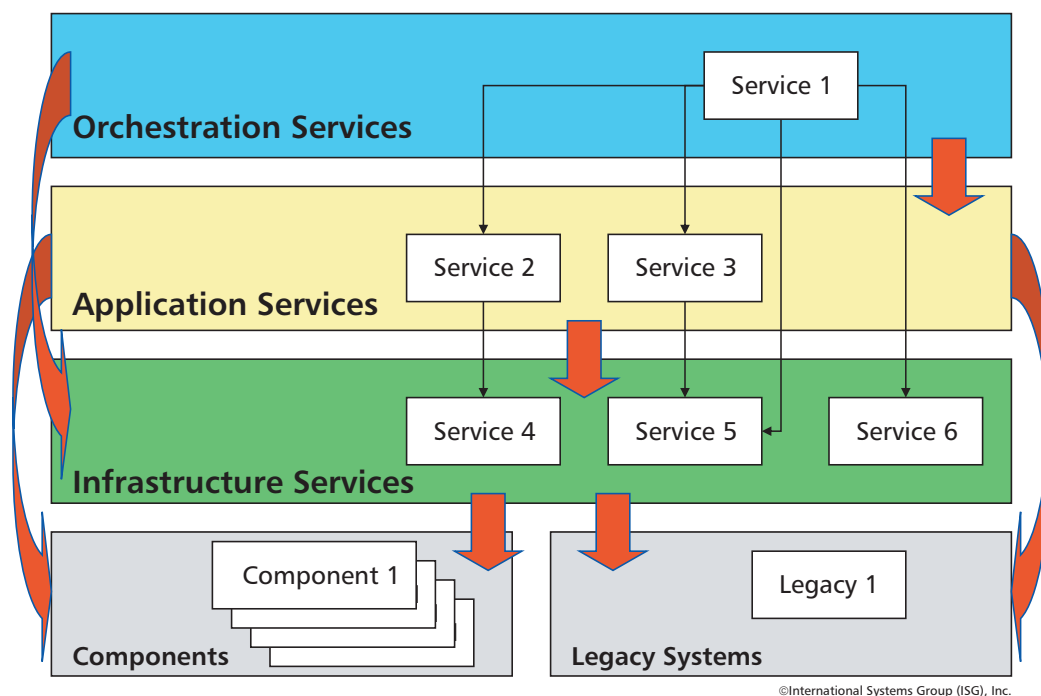 Service 1
Orchestration Services
Service 2
Service 3
Application Services
Service 4
Service 5
Service 6
Infrastructure Services
Component 1
Components
Legacy 1
Legacy Systems
©International Systems Group (ISG), Inc.